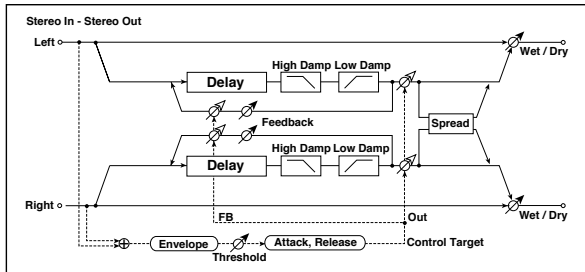 Stereo In - Stereo Out
Left
Wet / Dry
High Damp Low Damp
Delay
Feedback
Spread
High Damp Low Damp
Delay
Right
Wet / Dry
FB
Out
Envelope
Threshold
Attack, Release
Control Target